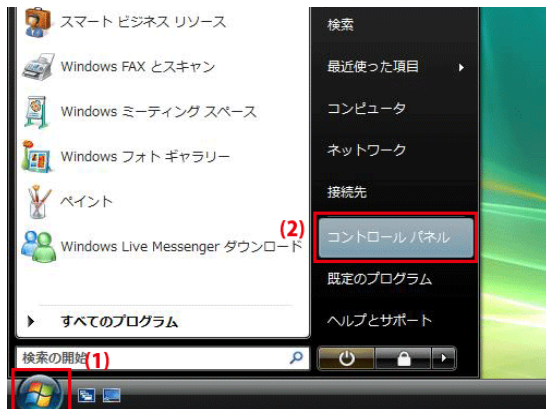 スマート ビジネス リソース
Windows FAX とスキャン
Windows ミーティング スペース
Windows フォト ギャラリー
ペイント
Windows Live Messenger ダウンロード
すべてのプログラム
検索の開始
(1)
検索
最近使った項目
コンピュータ
ネットワーク
接続先
(2)
コントロール パネル
既定のプログラム
ヘルプとサポート